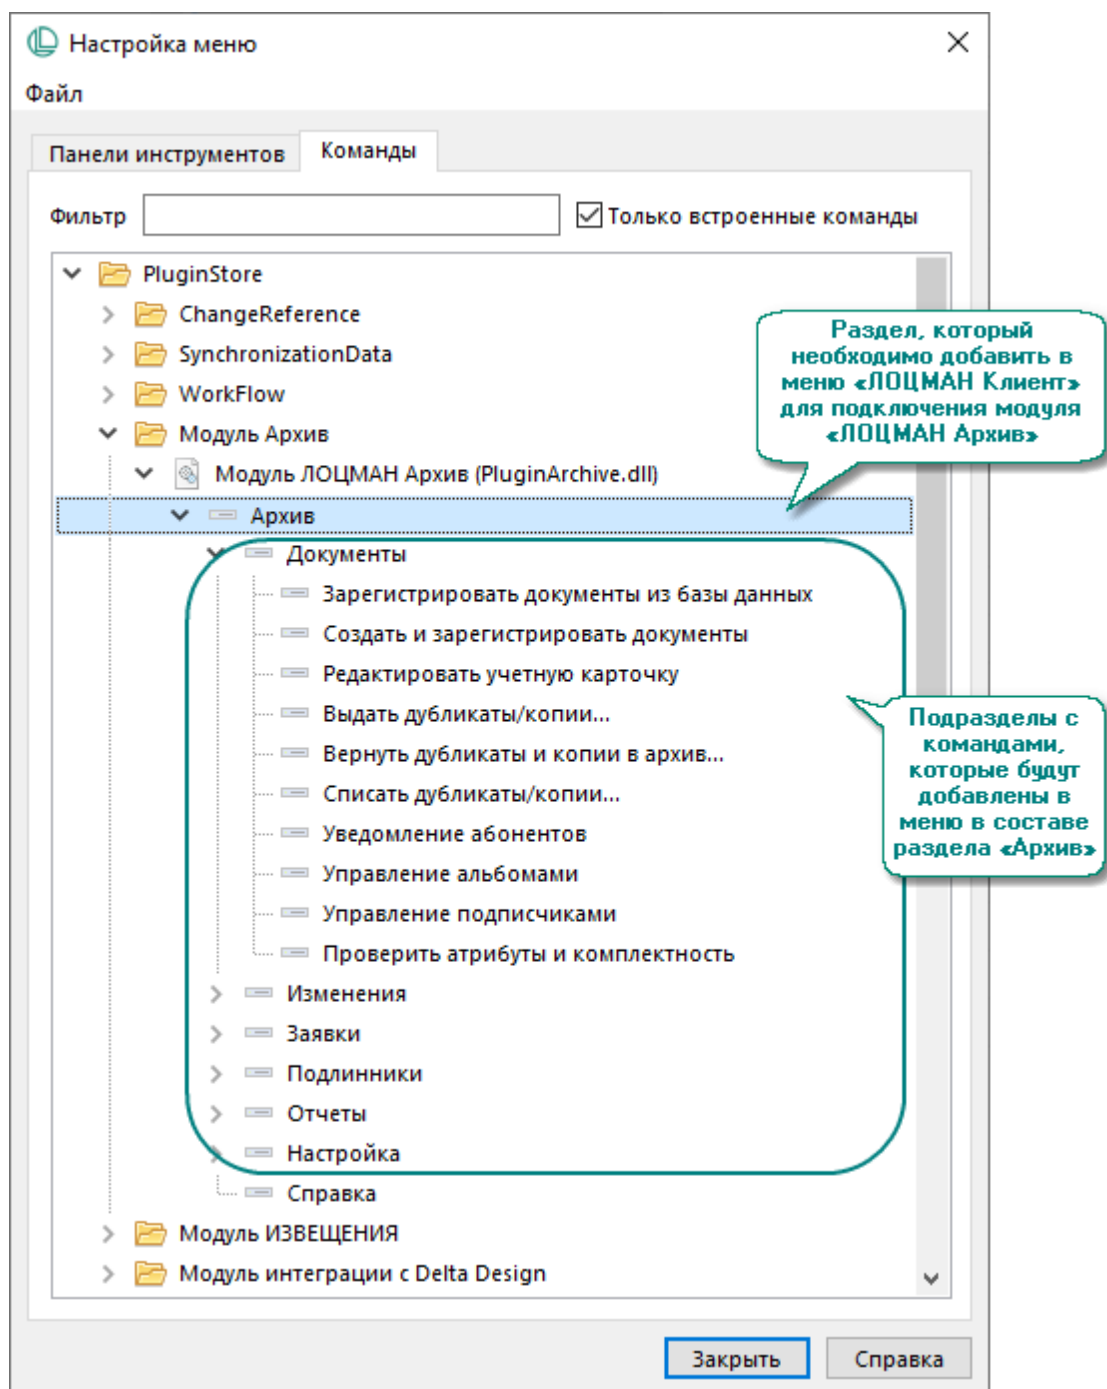 Настройка меню
Файл
Панели инструментов
Команды
Фильтр
Только встроенные команды
PluginStore
ChangeReference
SynchronizationData
WorkFlow
Модуль Архив
Модуль ЛОЦМАН Архив (PluginArchive.dll)
Архив
Документы
Зарегистрировать документы из базы данных
Создать и зарегистрировать документы
Редактировать учетную карточку
Выдать дубликаты/копии...
Вернуть дубликаты и копии в архив...
Списать дубликаты/копии...
Уведомление абонентов
Управление альбомами
Управление подписчиками
Проверить атрибуты и комплектность
Изменения
Заявки
Подлинники
Отчеты
Настройка
Справка
Модуль ИЗВЕЩЕНИЯ
Модуль интеграции с Delta Design
Раздел, который
необходимо добавить в
меню «ЛОЦМАН Клиент»
для подключения модуля
«ЛОЦМАН Архив»
Подразделы с
командами,
которые будут
добавлены в
меню в составе
раздела «Архив»
Закрыть
Справка